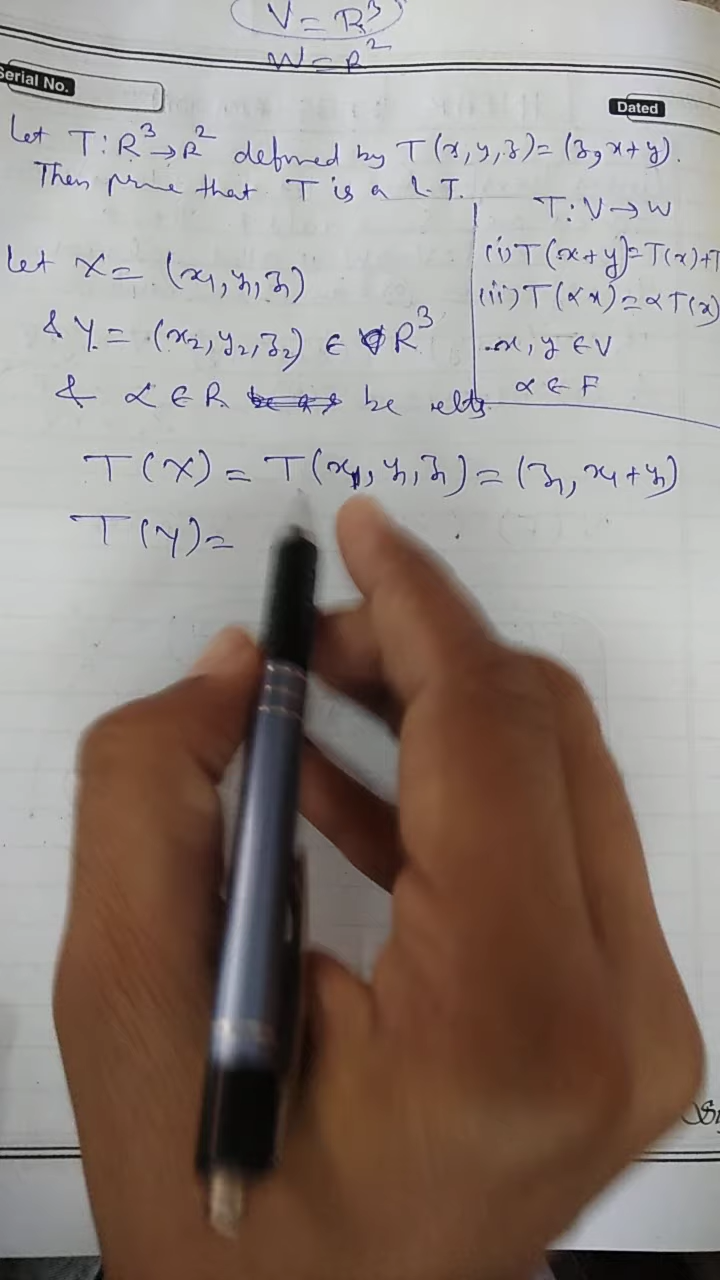 V = R³
W = R²
Serial No.
Dated
Let T : R³ → R² defined by T(x, y, z) = (z, x + y).
Then prove that T is a L.T.
T : V → W
(i) T(x + y) = T(x) + T
(ii) T(αx) = αT(x)
x, y ∈ V
α ∈ F
Let X = (x₁, y₁, z₁)
& Y = (x₂, y₂, z₂) ∈ R³
& α ∈ R be
T(X) = T(x₁, y₁, z₁) = (z₁, x₁ + y₁)
T(Y) =